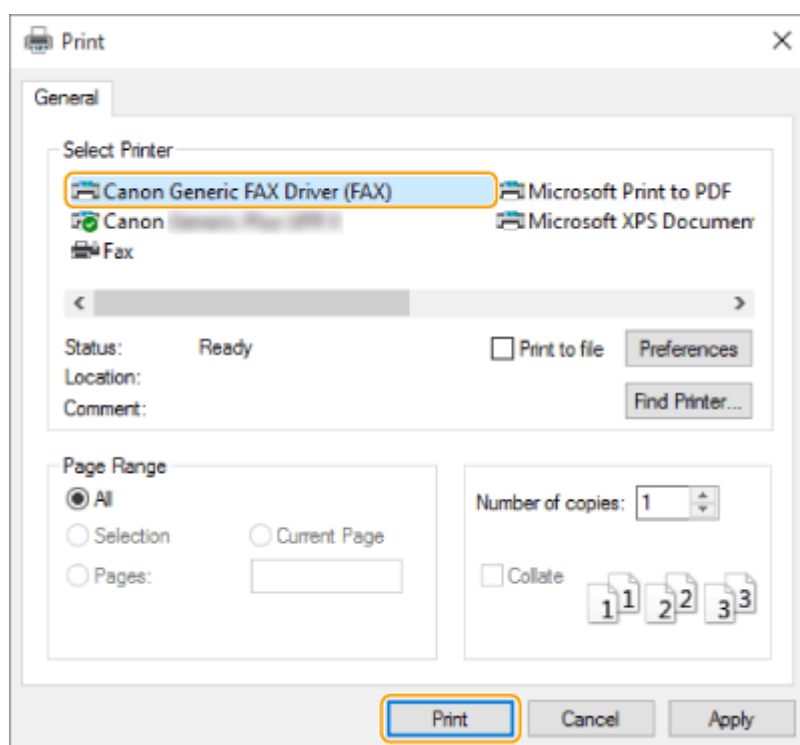 Print
General
Select Printer
Canon Generic FAX Driver (FAX)
Microsoft Print to PDF
Canon
Microsoft XPS Documen
Fax
Status: Ready
Print to file
Preferences
Location:
Comment:
Find Printer...
Page Range
All
Selection
Current Page
Pages:
Number of copies: 1
Collate
1 1 2 2 3 3
Print
Cancel
Apply